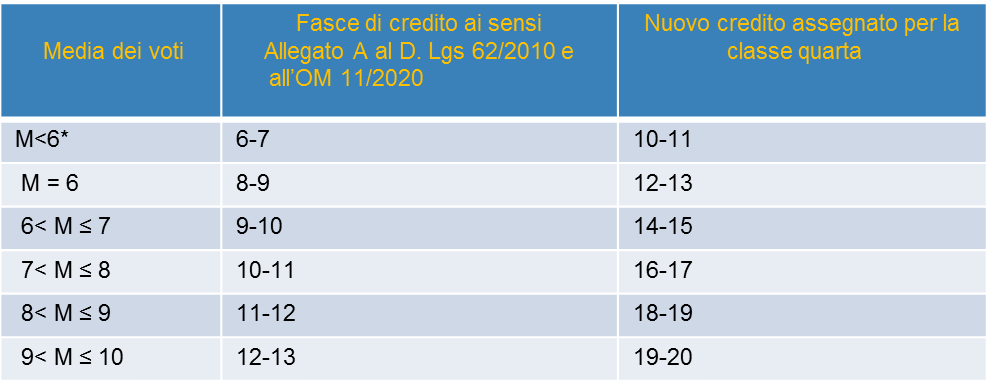 Media dei voti
Fasce di credito ai sensi
Allegato A al D. Lgs 62/2010 e
all'OM 11/2020
Nuovo credito assegnato per la
classe quarta
M<6*
6-7
10-11
M = 6
8-9
12-13
6< M ≤ 7
9-10
14-15
7< M ≤ 8
10-11
16-17
8< M ≤ 9
11-12
18-19
9< M ≤ 10
12-13
19-20